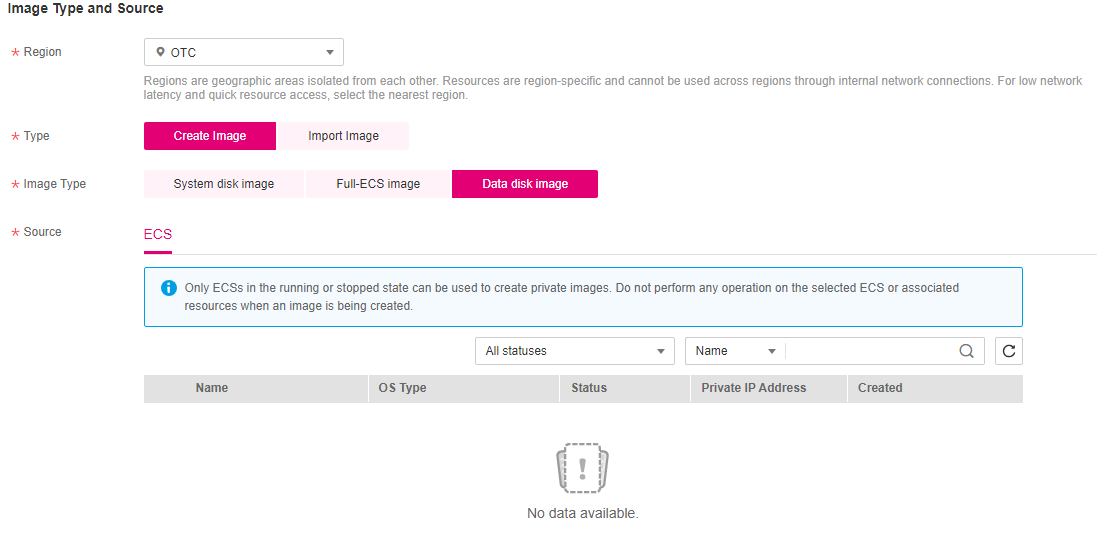 Image Type and Source
* Region
OTC
Regions are geographic areas isolated from each other. Resources are region-specific and cannot be used across regions through internal network connections. For low network
latency and quick resource access, select the nearest region.
* Type
Create Image
Import Image
* Image Type
System disk image
Full-ECS image
Data disk image
* Source
ECS
Only ECSs in the running or stopped state can be used to create private images. Do not perform any operation on the selected ECS or associated
resources when an image is being created.
All statuses
Name
Name
OS Type
Status
Private IP Address
Created
No data available.